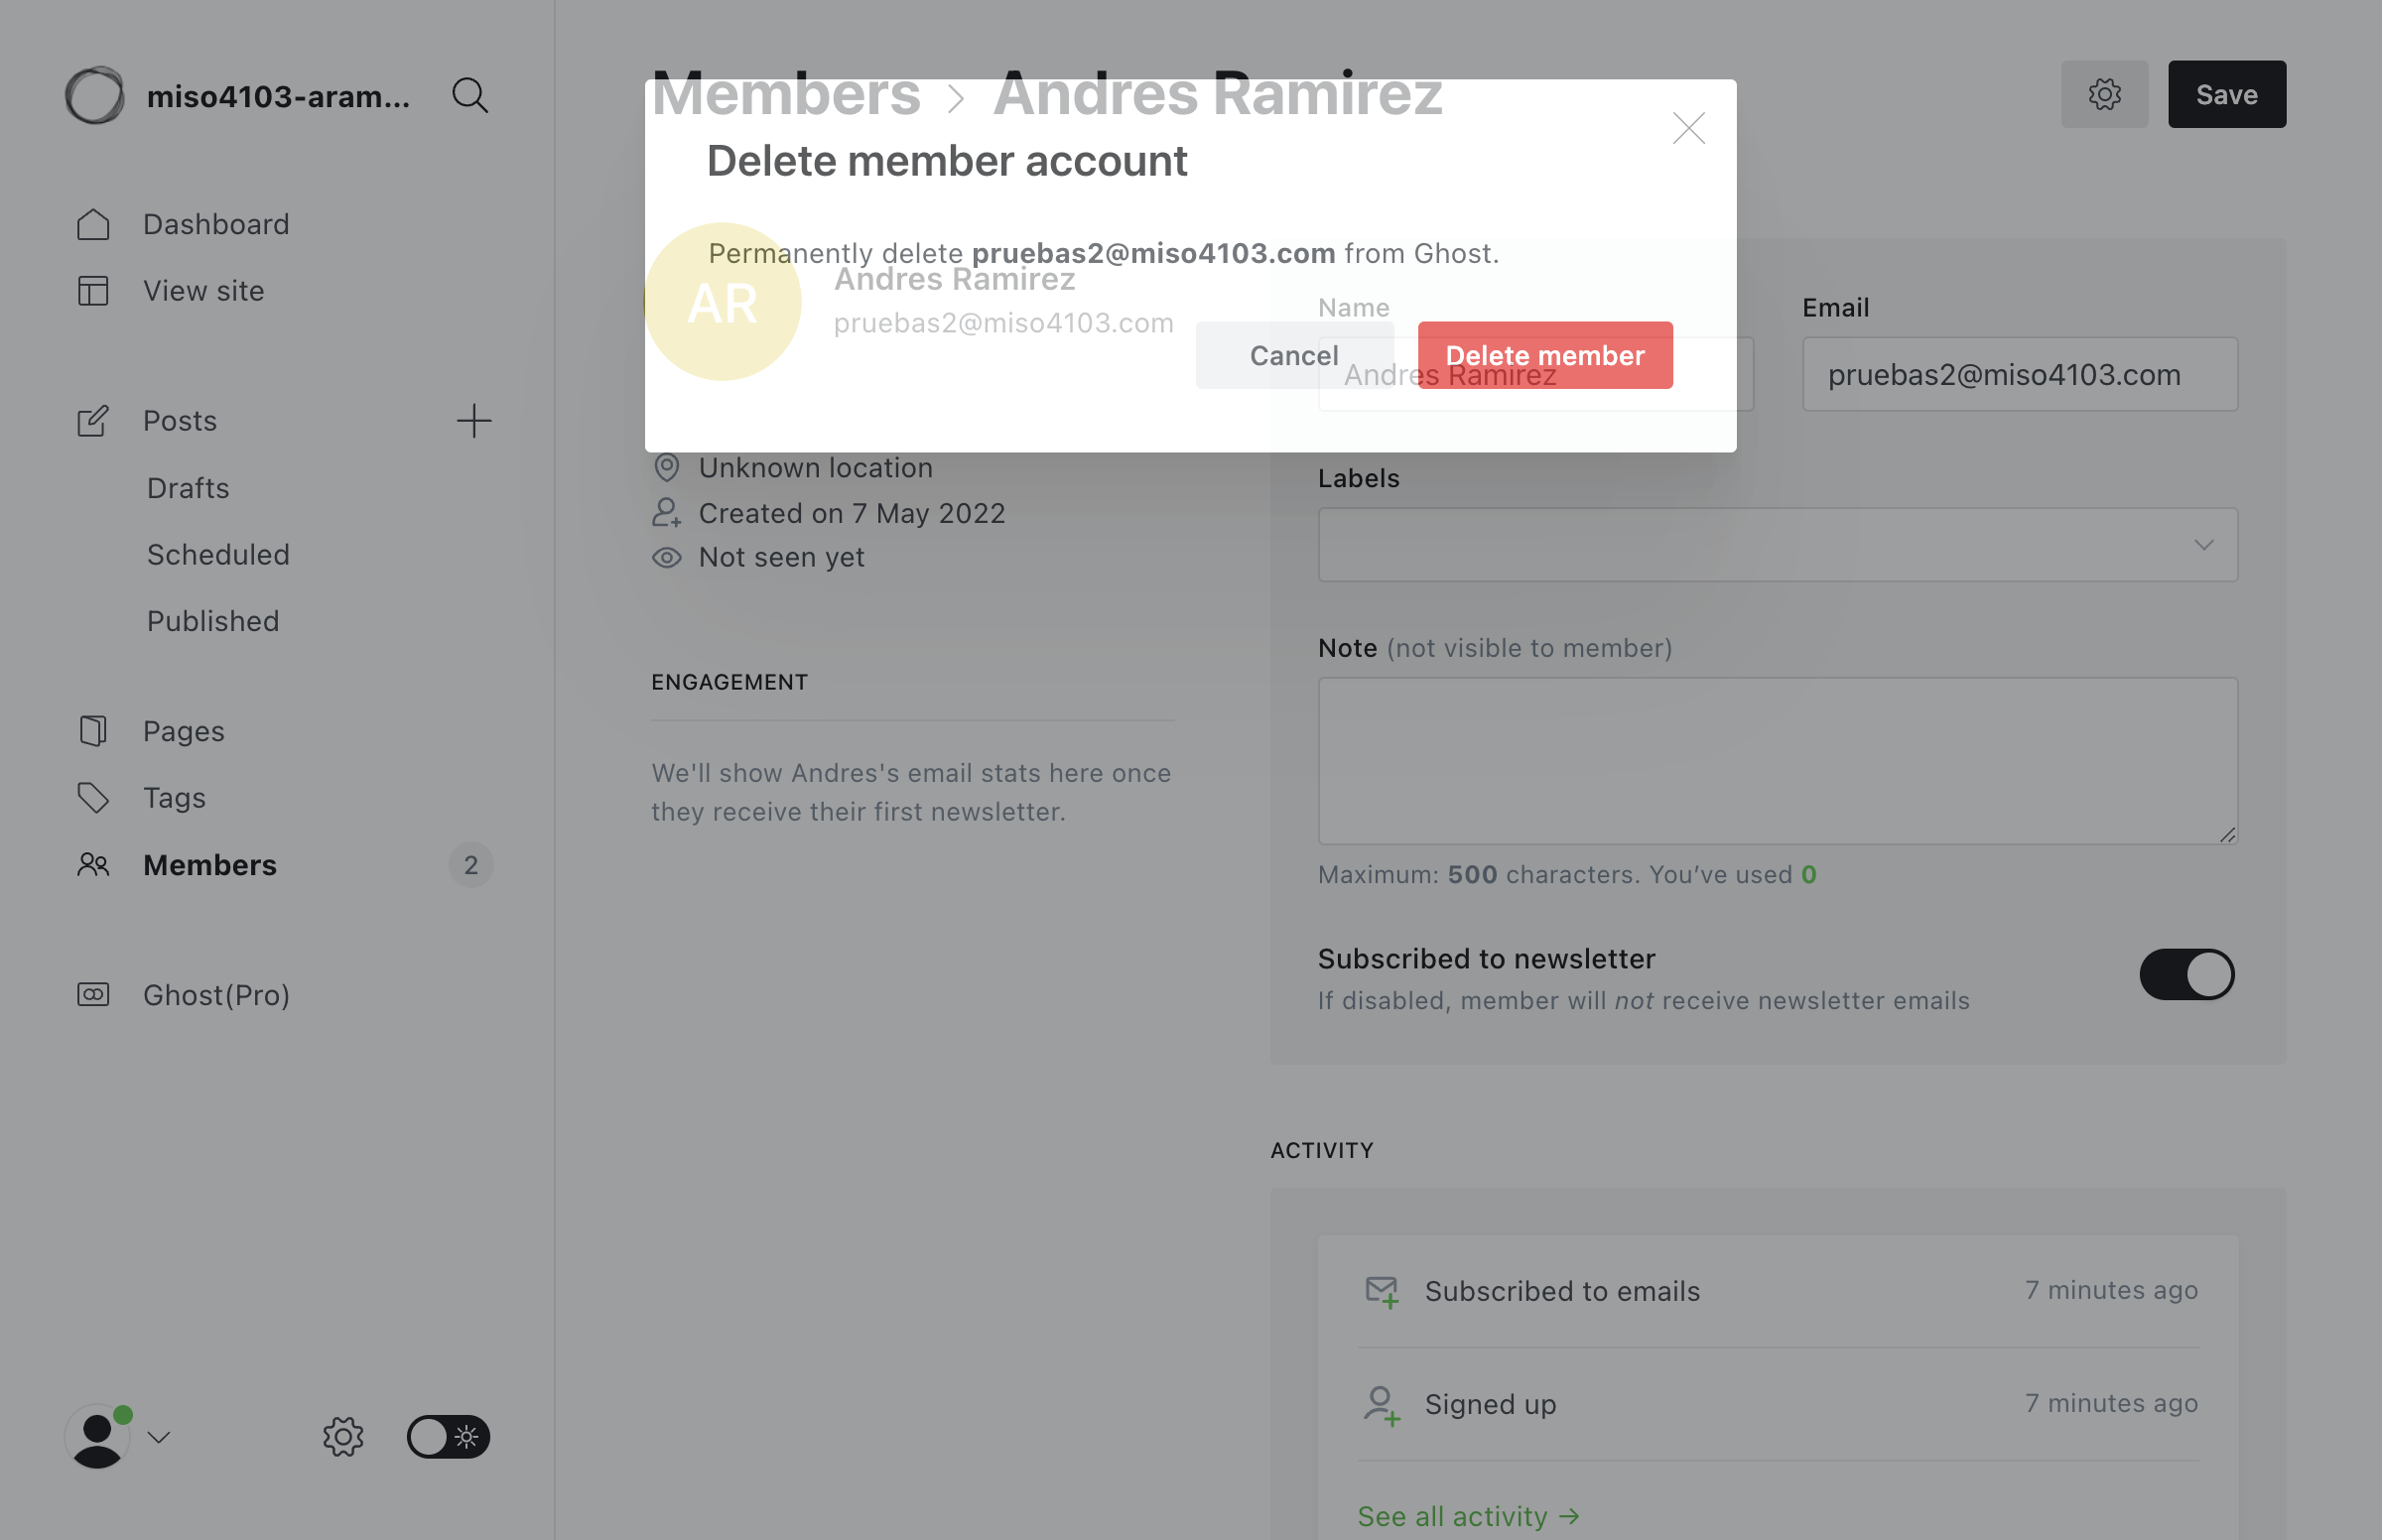 miso4103-aram...
Dashboard
View site
Posts
Drafts
Scheduled
Published
Pages
Tags
Members 2
Ghost(Pro)
Members > Andres Ramirez
Save
Delete member account
Permanently delete pruebas2@miso4103.com from Ghost.
Cancel
Delete member
AR
Andres Ramirez
pruebas2@miso4103.com
Unknown location
Created on 7 May 2022
Not seen yet
ENGAGEMENT
We'll show Andres's email stats here once
they receive their first newsletter.
Name
Andres Ramirez
Email
pruebas2@miso4103.com
Labels
Note (not visible to member)
Maximum: 500 characters. You’ve used 0
Subscribed to newsletter
If disabled, member will not receive newsletter emails
ACTIVITY
Subscribed to emails 7 minutes ago
Signed up 7 minutes ago
See all activity →